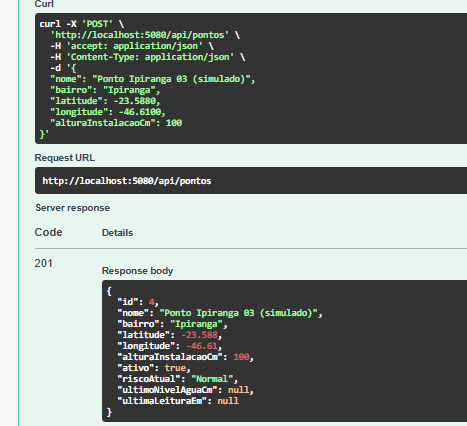 Curl
curl -X 'POST' \
  'http://localhost:5080/api/pontos' \
  -H 'accept: application/json' \
  -H 'Content-Type: application/json' \
  -d '{
  "nome": "Ponto Ipiranga 03 (simulado)",
  "bairro": "Ipiranga",
  "latitude": -23.5880,
  "longitude": -46.6100,
  "alturaInstalacaoCm": 100
}'
Request URL
http://localhost:5080/api/pontos
Server response
Code Details
201
Response body
{
  "id": 4,
  "nome": "Ponto Ipiranga 03 (simulado)",
  "bairro": "Ipiranga",
  "latitude": -23.588,
  "longitude": -46.61,
  "alturaInstalacaoCm": 100,
  "ativo": true,
  "riscoAtual": "Normal",
  "ultimoNivelAguaCm": null,
  "ultimaLeituraEm": null
}